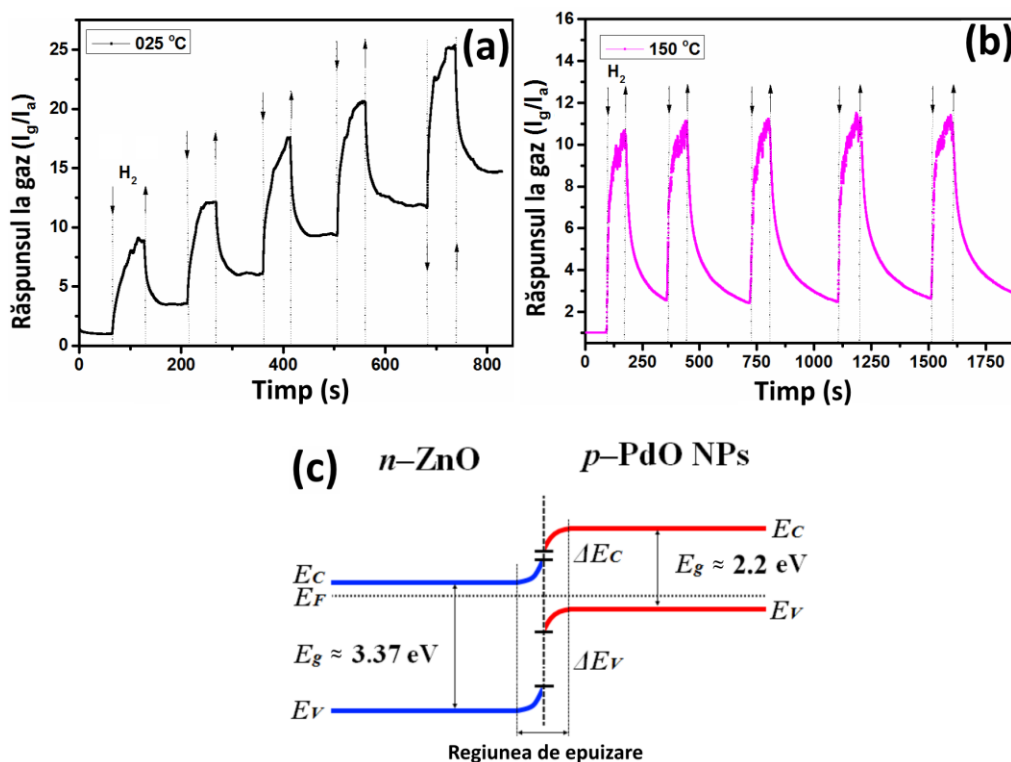 (a)
025 °C
Răspunsul la gaz (Ig/Ia)
25
20
15
10
5
0
H2
0 200 400 600 800
Timp (s)
(b)
150 °C
Răspunsul la gaz (Ig/Ia)
16
14
12
10
8
6
4
2
H2
0 250 500 750 1000 1250 1500 1750
Timp (s)
(c)
n–ZnO p–PdO NPs
EC
EF
Eg ≈ 3.37 eV
EV
ΔEC
ΔEV
EC
Eg ≈ 2.2 eV
EV
Regiunea de epuizare